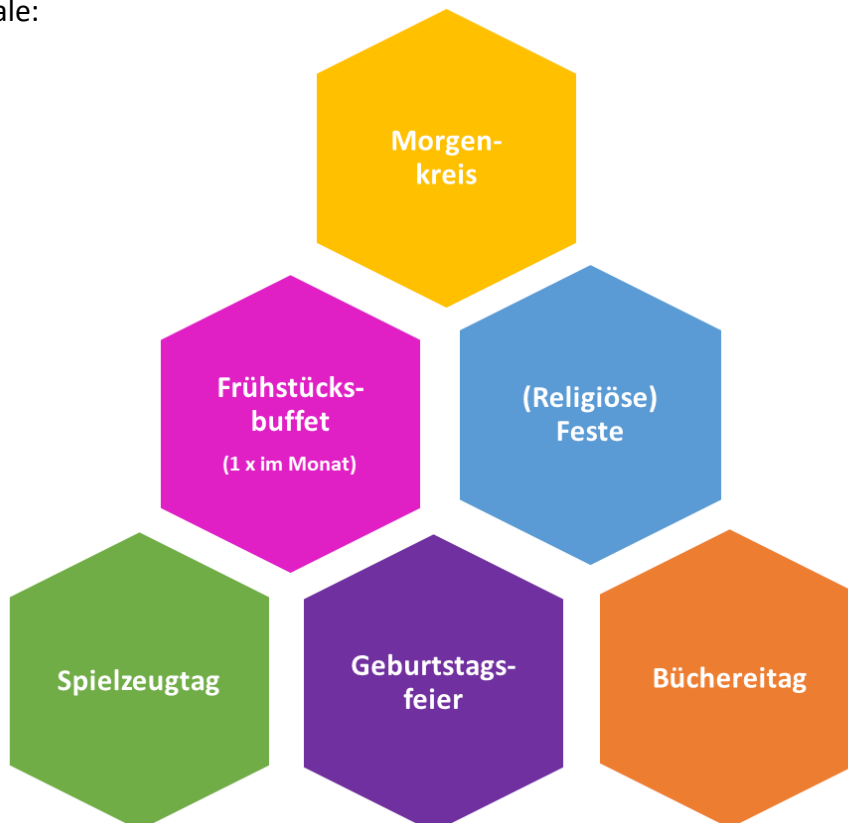 ale:
Morgen-
kreis
Frühstücks-
buffet
(1 x im Monat)
(Religiöse)
Feste
Spielzeugtag
Geburtstags-
feier
Büchereitag